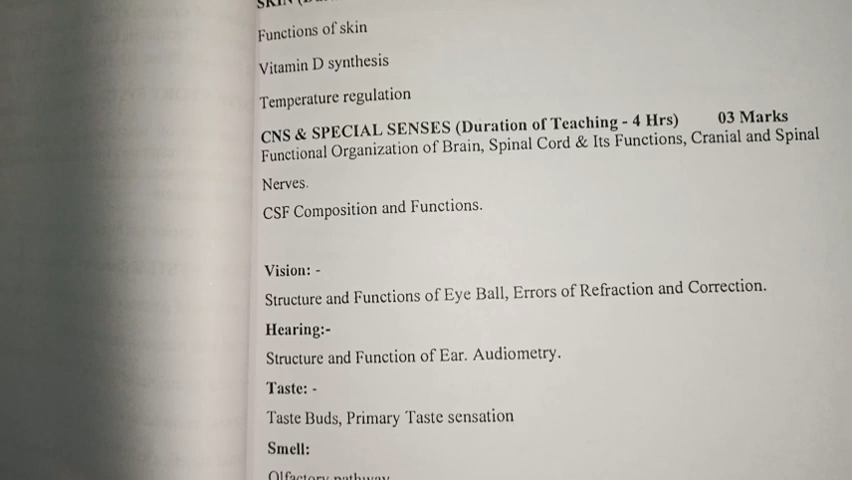 SKIN
Functions of skin
Vitamin D synthesis
Temperature regulation
CNS & SPECIAL SENSES (Duration of Teaching - 4 Hrs) 03 Marks
Functional Organization of Brain, Spinal Cord & Its Functions, Cranial and Spinal
Nerves.
CSF Composition and Functions.
Vision: -
Structure and Functions of Eye Ball, Errors of Refraction and Correction.
Hearing:-
Structure and Function of Ear. Audiometry.
Taste: -
Taste Buds, Primary Taste sensation
Smell:
Olfactory pathway